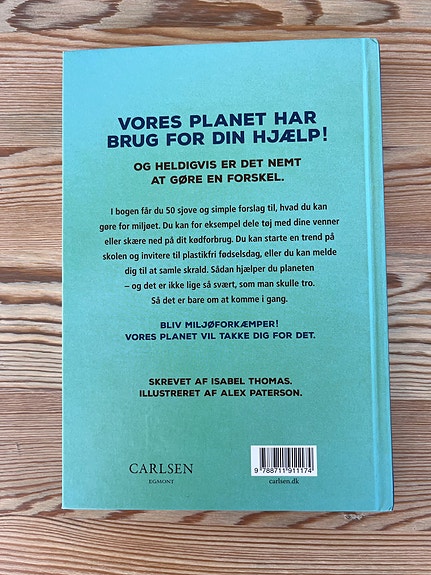 VORES PLANET HAR
BRUG FOR DIN HJÆLP!
OG HELDIGVIS ER DET NEMT
AT GØRE EN FORSKEL.
I bogen får du 50 sjove og simple forslag til, hvad du kan
gøre for miljøet. Du kan for eksempel dele tøj med dine venner
eller skære ned på dit kødforbrug. Du kan starte en trend på
skolen og invitere til plastikfri fødselsdag, eller du kan melde
dig til at samle skrald. Sådan hjælper du planeten
– og det er ikke lige så svært, som man skulle tro.
Så det er bare om at komme i gang.
BLIV MILJØFORKÆMPER!
VORES PLANET VIL TAKKE DIG FOR DET.
SKREVET AF ISABEL THOMAS.
ILLUSTRERET AF ALEX PATERSON.
CARLSEN
EGMONT
9 788711 911174
carlsen.dk